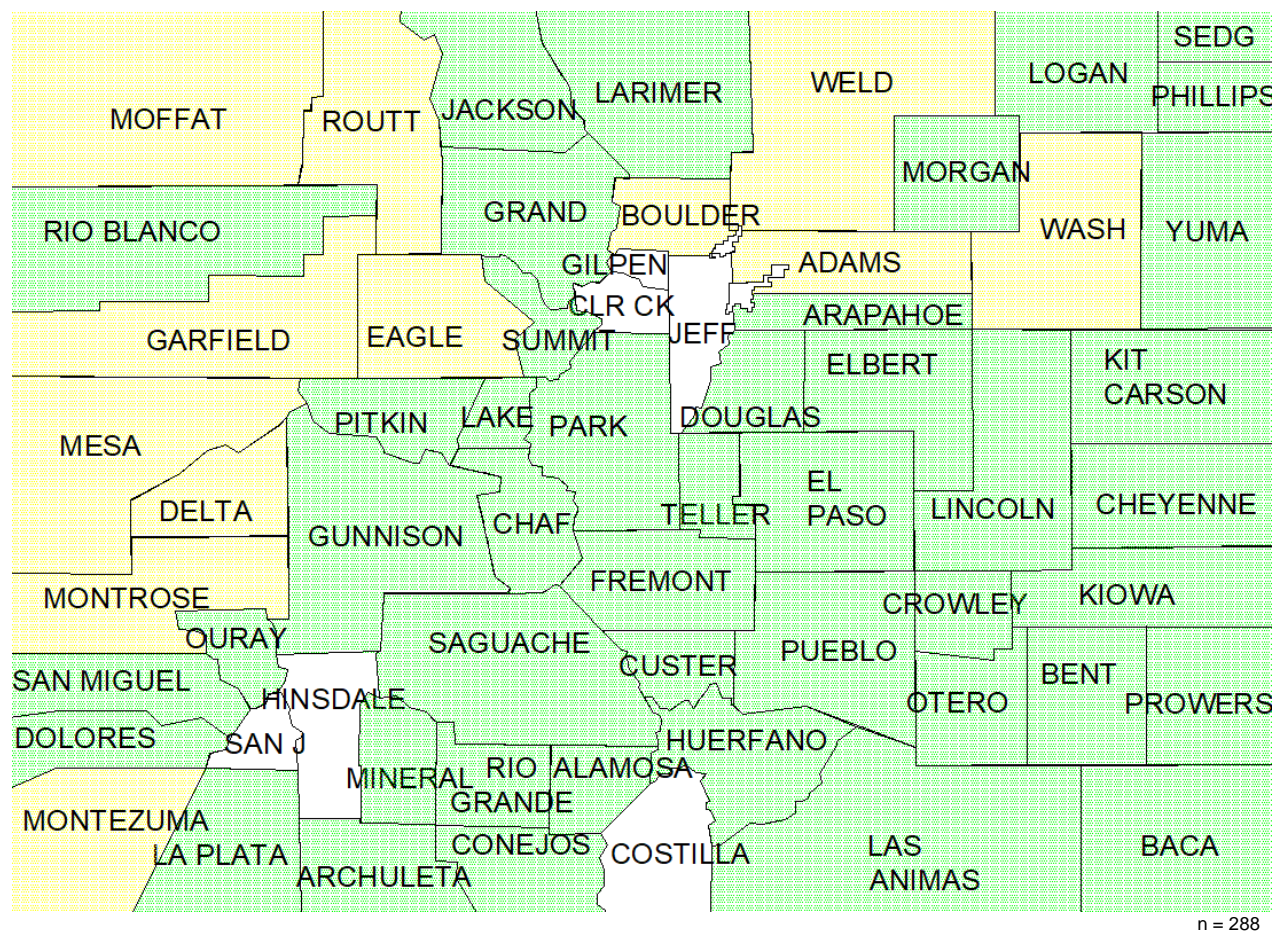 SEDG
LOGAN
WELD
LARIMER
PHILLIPS
JACKSON
MOFFAT
ROUTT
MORGAN
GRAND
BOULDER
WASH
YUMA
RIO BLANCO
GILPEN
ADAMS
CLR CK
ARAPAHOE
JEFF
GARFIELD
EAGLE
SUMMIT
ELBERT
KIT
CARSON
PITKIN
LAKE
PARK
DOUGLAS
MESA
EL
PASO
DELTA
GUNNISON
CHAF
TELLER
LINCOLN
CHEYENNE
FREMONT
MONTROSE
CROWLEY
KIOWA
OURAY
SAGUACHE
PUEBLO
CUSTER
BENT
SAN MIGUEL
HINSDALE
OTERO
PROWERS
DOLORES
SAN J
HUERFANO
MINERAL
RIO
GRANDE
ALAMOSA
MONTEZUMA
LA PLATA
CONEJOS
COSTILLA
LAS
ANIMAS
BACA
ARCHULETA
n = 288